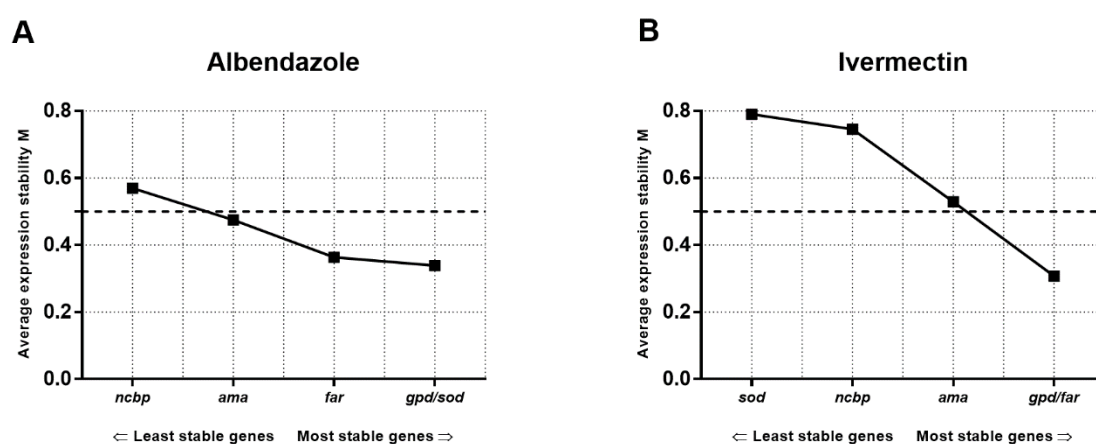 A
Albendazole
Average expression stability M
0.8
0.6
0.4
0.2
0.0
ncbp ama far gpd/sod
⇐ Least stable genes Most stable genes ⇒
B
Ivermectin
Average expression stability M
0.8
0.6
0.4
0.2
0.0
sod ncbp ama gpd/far
⇐ Least stable genes Most stable genes ⇒